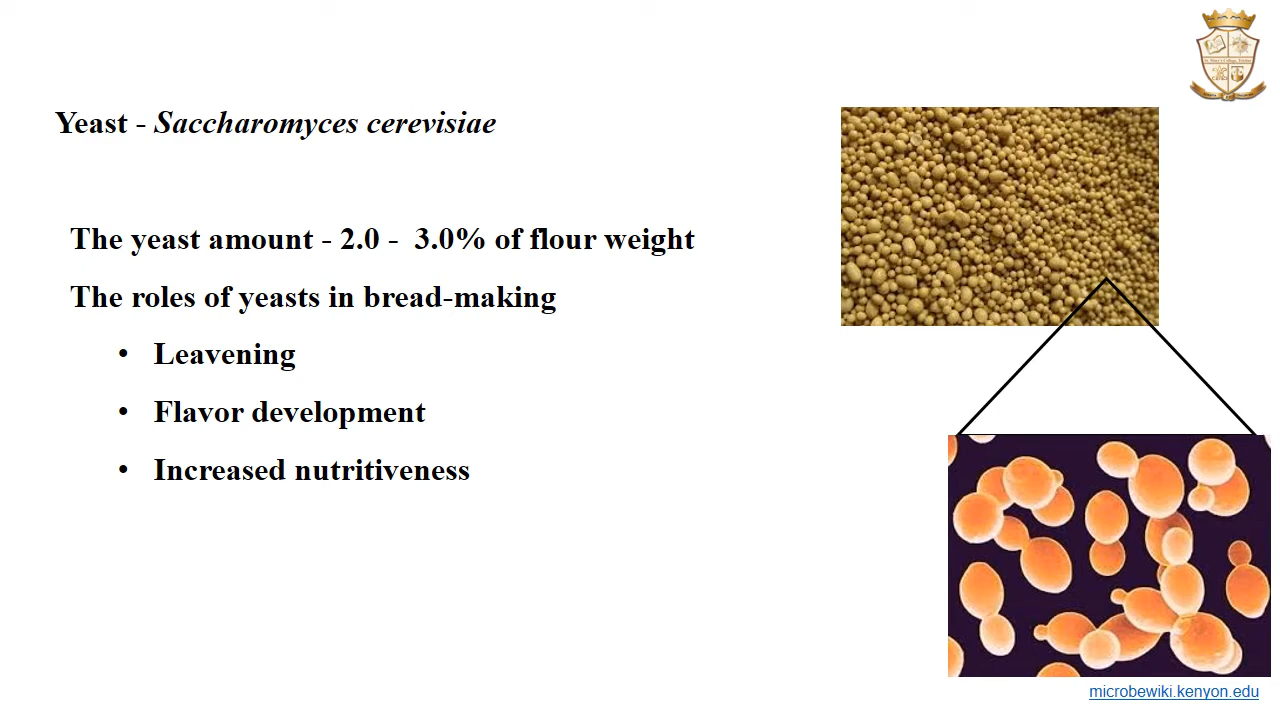 Yeast - Saccharomyces cerevisiae
The yeast amount - 2.0 - 3.0% of flour weight
The roles of yeasts in bread-making
• Leavening
• Flavor development
• Increased nutritiveness
microbewiki.kenyon.edu